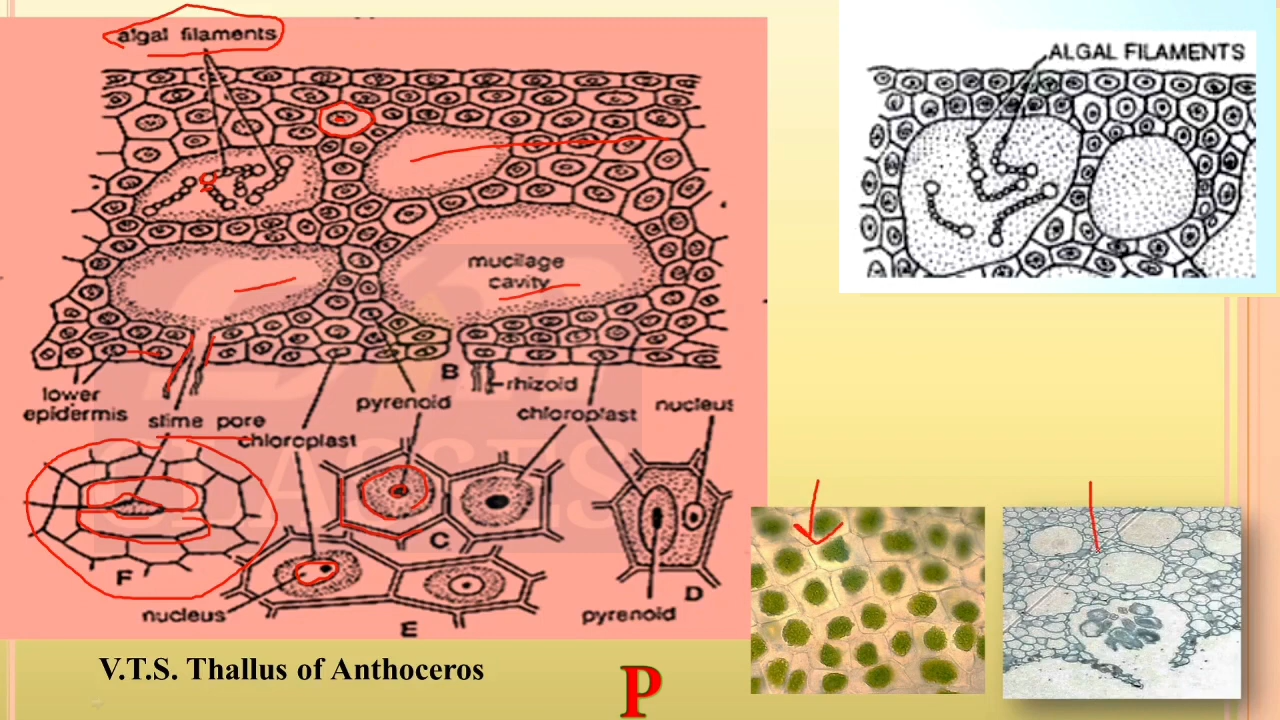 algal filaments
ALGAL FILAMENTS
mucilage
cavity
B
rhizoid
lower
epidermis
slime pore
chloroplast
pyrenoid
chloroplast
nucleus
C
F
D
nucleus
E
pyrenoid
CLASSES
V.T.S. Thallus of Anthoceros
P